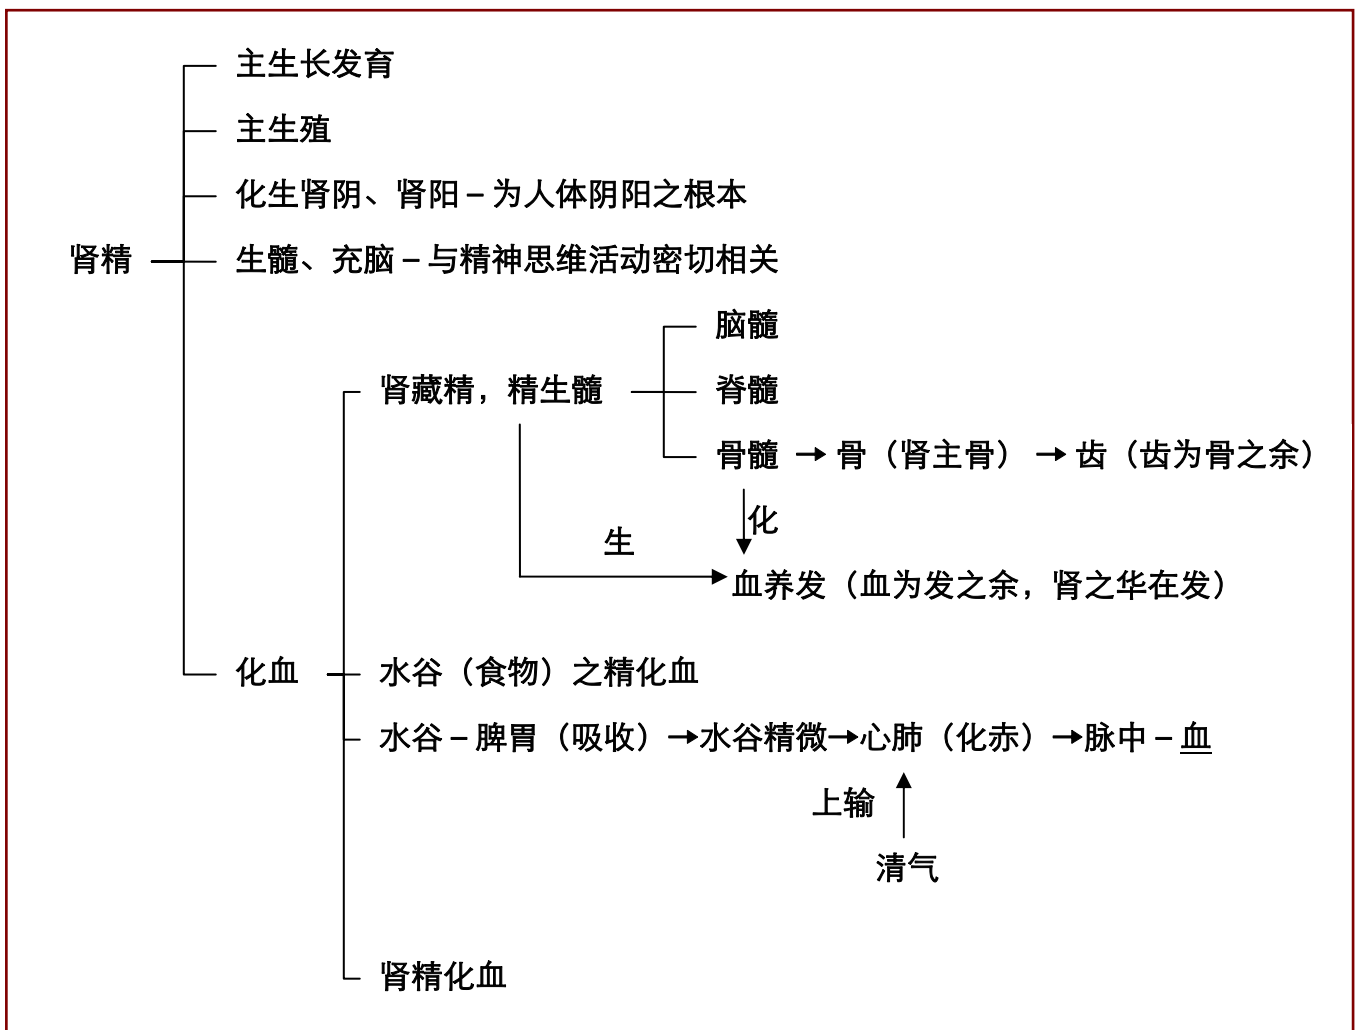 主生长发育
主生殖
化生肾阴、肾阳－为人体阴阳之根本
肾精
生髓、充脑－与精神思维活动密切相关
脑髓
肾藏精，精生髓
脊髓
骨髓→骨（肾主骨）→齿（齿为骨之余）
化
生
血养发（血为发之余，肾之华在发）
化血
水谷（食物）之精化血
水谷－脾胃（吸收）→水谷精微→心肺（化赤）→脉中－血
上输
清气
肾精化血